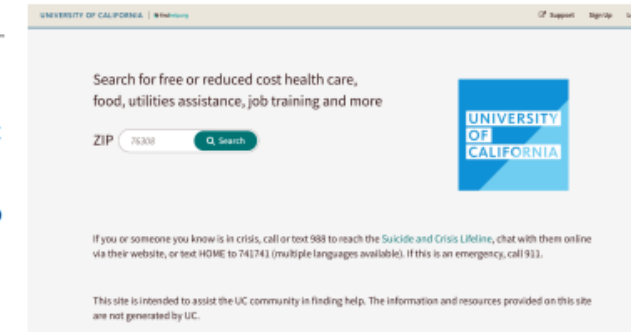 UNIVERSITY OF CALIFORNIA
Support Sign Up
Search for free or reduced cost health care,
food, utilities assistance, job training and more
ZIP 76308 Search
UNIVERSITY
OF
CALIFORNIA
If you or someone you know is in crisis, call or text 988 to reach the Suicide and Crisis Lifeline, chat with them online
via their website, or text HOME to 741741 (multiple languages available). If this is an emergency, call 911.
This site is intended to assist the UC community in finding help. The information and resources provided on this site
are not generated by UC.